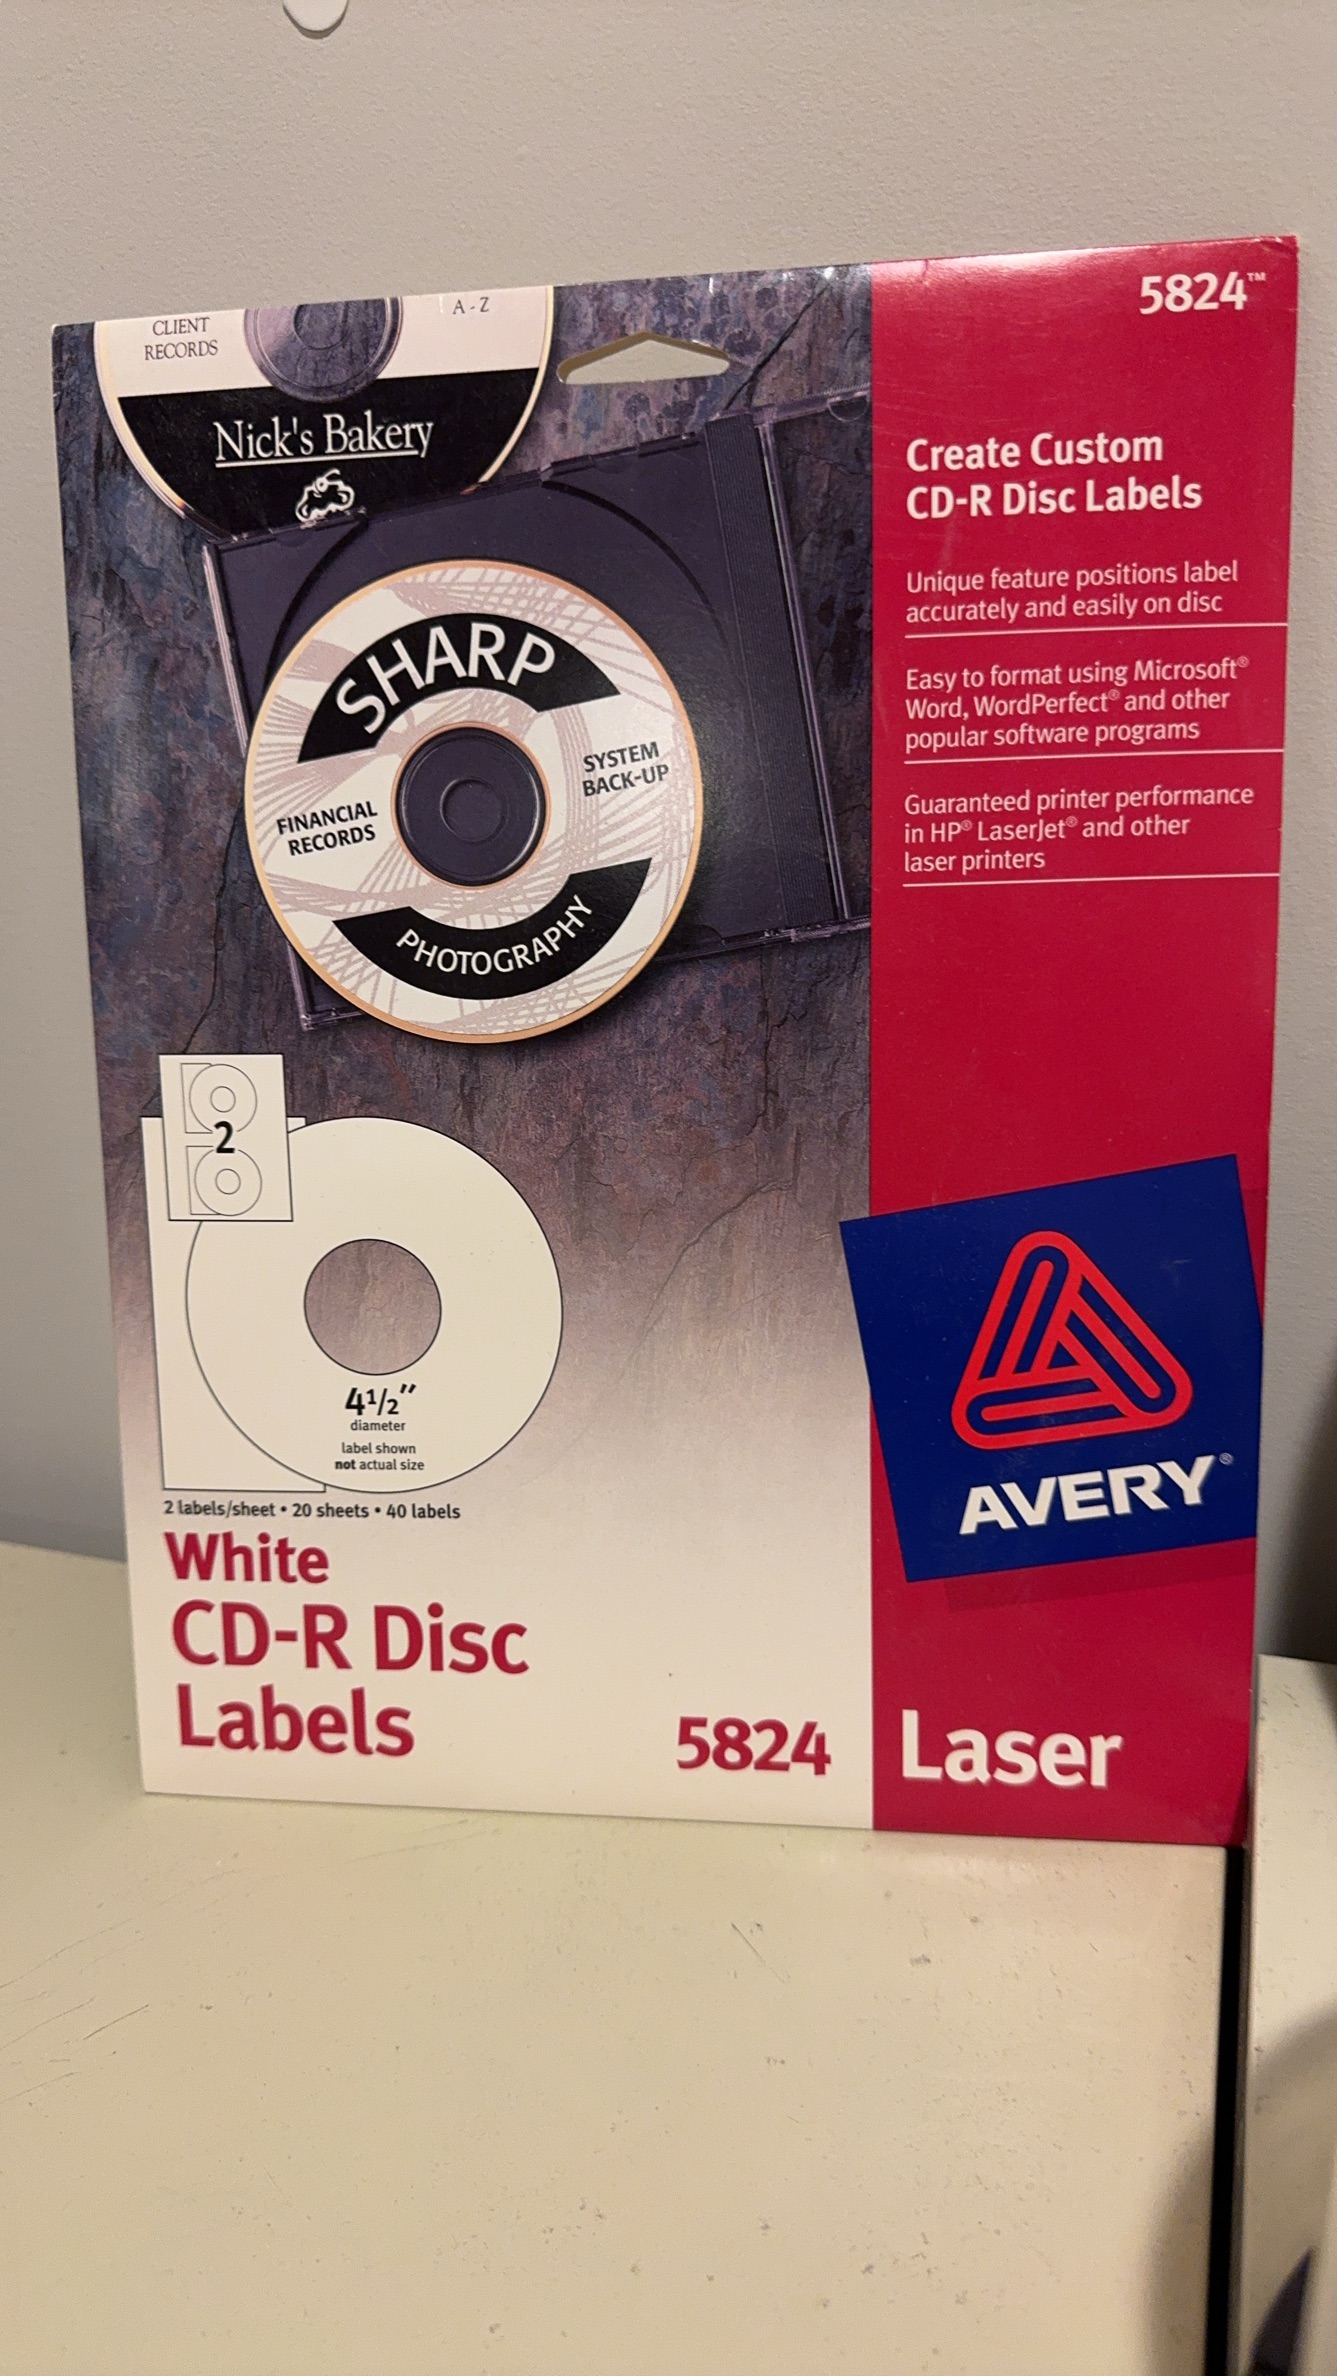 5824™
CLIENT
RECORDS
A - Z
Nick's Bakery
Create Custom
CD-R Disc Labels
Unique feature positions label
accurately and easily on disc
Easy to format using Microsoft®
Word, WordPerfect® and other
popular software programs
Guaranteed printer performance
in HP® LaserJet® and other
laser printers
SHARP
SYSTEM
BACK-UP
FINANCIAL
RECORDS
PHOTOGRAPHY
2
4½"
diameter
label shown
not actual size
2 labels/sheet • 20 sheets • 40 labels
White
CD-R Disc
Labels
5824
AVERY®
Laser